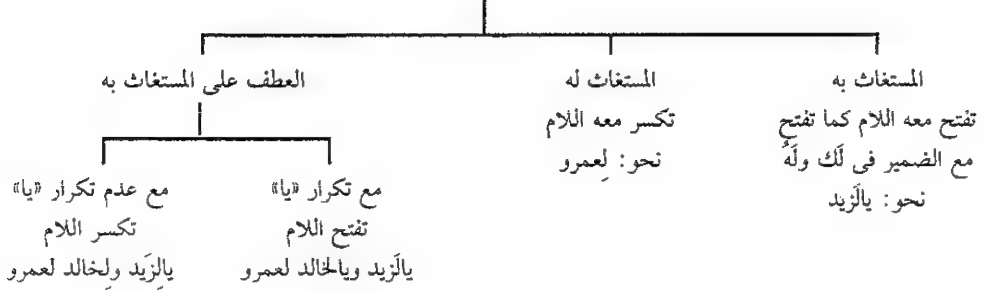 المستغاث به
تفتح معه اللام كما تفتح
مع الضمير فى لَك ولَهُ
نحو: يالَزيد
المستغاث له
تكسر معه اللام
نحو: لِعمرو
العطف على المستغاث به
مع تكرار «يا»
تفتح اللام
يالَزيد ويالَخالد لعمرو
مع عدم تكرار «يا»
تكسر اللام
يالَزيد ولِخالد لعمرو